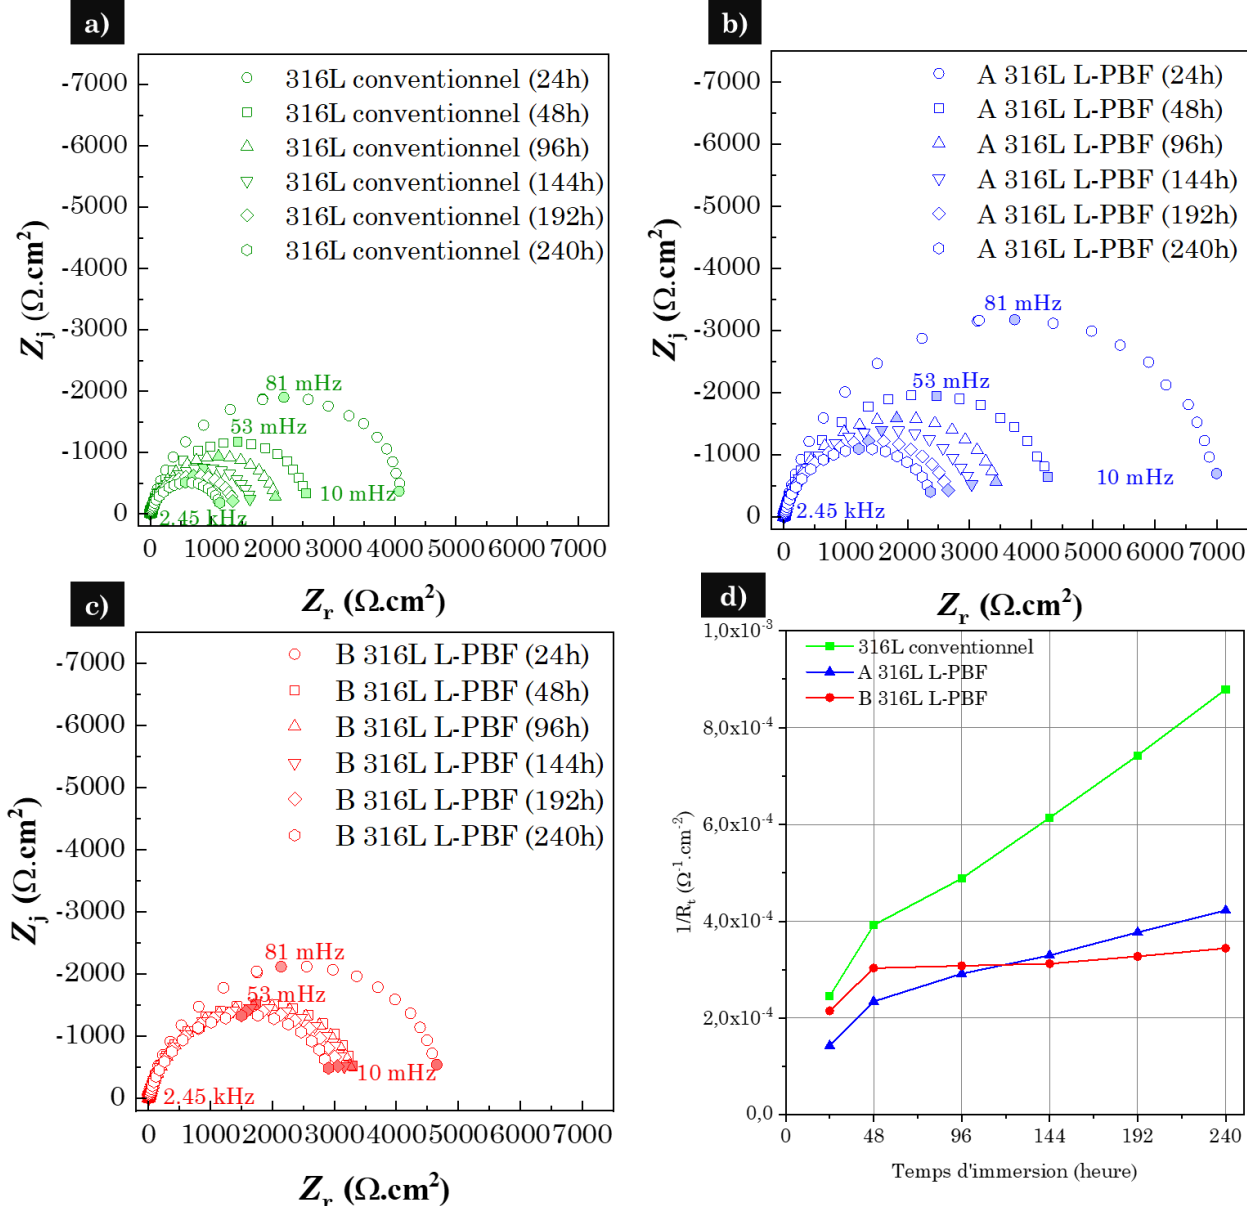 a)
-7000
-6000
-5000
-4000
-3000
-2000
-1000
0
Zj (Ω.cm²)
316L conventionnel (24h)
316L conventionnel (48h)
316L conventionnel (96h)
316L conventionnel (144h)
316L conventionnel (192h)
316L conventionnel (240h)
81 mHz
53 mHz
10 mHz
2.45 kHz
0 1000 2000 3000 4000 5000 6000 7000
Zr (Ω.cm²)
b)
-7000
-6000
-5000
-4000
-3000
-2000
-1000
0
Zj (Ω.cm²)
A 316L L-PBF (24h)
A 316L L-PBF (48h)
A 316L L-PBF (96h)
A 316L L-PBF (144h)
A 316L L-PBF (192h)
A 316L L-PBF (240h)
81 mHz
53 mHz
10 mHz
2.45 kHz
0 1000 2000 3000 4000 5000 6000 7000
Zr (Ω.cm²)
c)
-7000
-6000
-5000
-4000
-3000
-2000
-1000
0
Zj (Ω.cm²)
B 316L L-PBF (24h)
B 316L L-PBF (48h)
B 316L L-PBF (96h)
B 316L L-PBF (144h)
B 316L L-PBF (192h)
B 316L L-PBF (240h)
81 mHz
53 mHz
10 mHz
2.45 kHz
0 1000 2000 3000 4000 5000 6000 7000
Zr (Ω.cm²)
d)
1,0x10⁻³
8,0x10⁻⁴
6,0x10⁻⁴
4,0x10⁻⁴
2,0x10⁻⁴
0,0
1/Rt (Ω⁻¹.cm⁻²)
316L conventionnel
A 316L L-PBF
B 316L L-PBF
0 48 96 144 192 240
Temps d'immersion (heure)